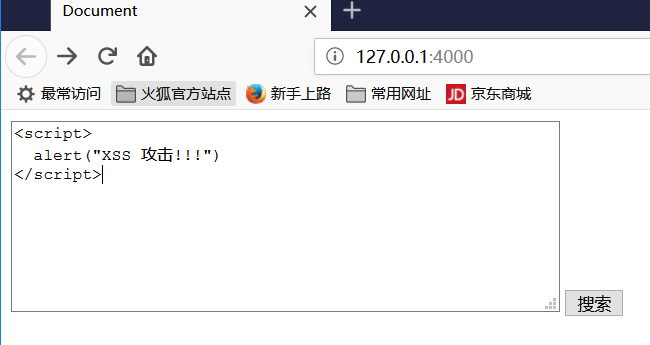 Document
127.0.0.1:4000
最常访问 火狐官方站点 新手上路 常用网址 JD 京东商城
<script>
  alert("XSS 攻击!!!")
</script>
搜索